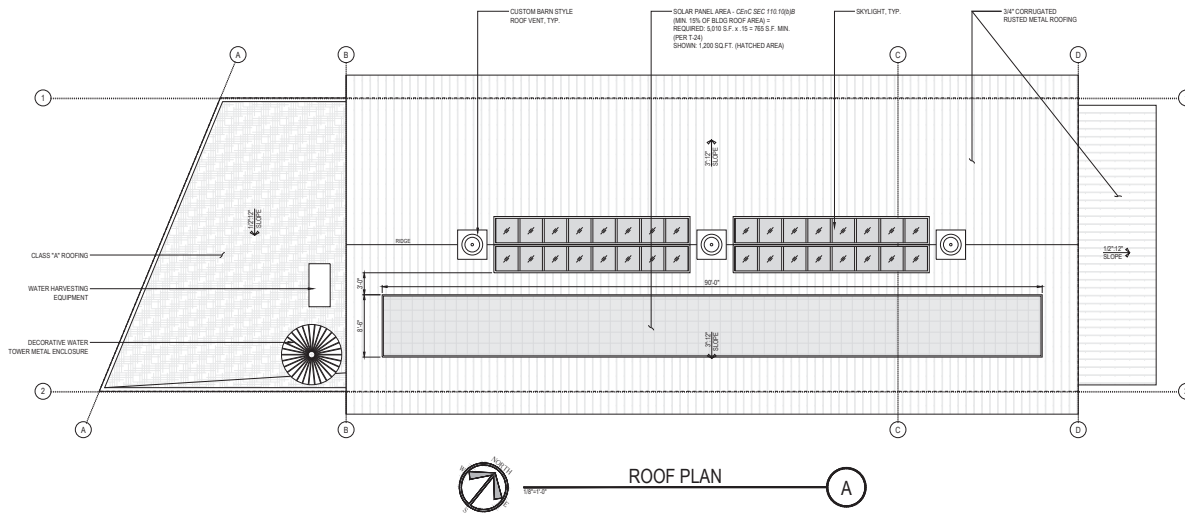 CUSTOM BARN STYLE
ROOF VENT, TYP.
SOLAR PANEL AREA - CEnC SEC 110.10(b)B
(MIN. 15% OF BLDG ROOF AREA) =
REQUIRED: 5,010 S.F. x .15 = 765 S.F. MIN.
(PER T-24)
SHOWN: 1,200 SQ.FT. (HATCHED AREA)
SKYLIGHT, TYP.
3/4" CORRUGATED
RUSTED METAL ROOFING
A
B
C
D
1
3":12"
SLOPE
1/2":12"
SLOPE
RIDGE
1/2":12"
SLOPE
CLASS "A" ROOFING
WATER HARVESTING
EQUIPMENT
3'-0"
90'-0"
8'-6"
3":12"
SLOPE
DECORATIVE WATER
TOWER METAL ENCLOSURE
2
A
B
C
D
NORTH
W
S
E
ROOF PLAN
1/8"=1'-0"
A